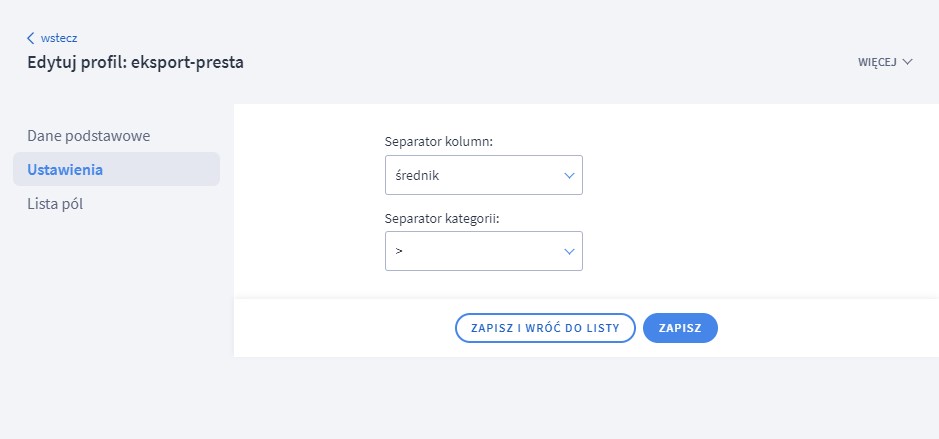 wstecz
Edytuj profil: eksport-presta
WIĘCEJ
Dane podstawowe
Ustawienia
Lista pól
Separator kolumn:
średnik
Separator kategorii:
>
ZAPISZ I WRÓĆ DO LISTY
ZAPISZ